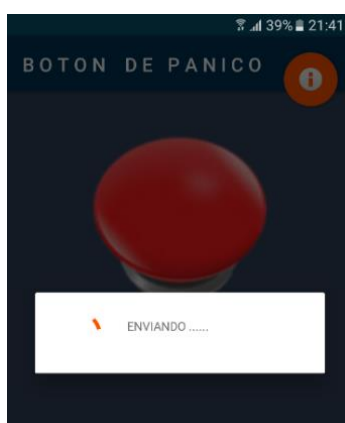 39% 21:41
BOTON DE PANICO
i
ENVIANDO ......